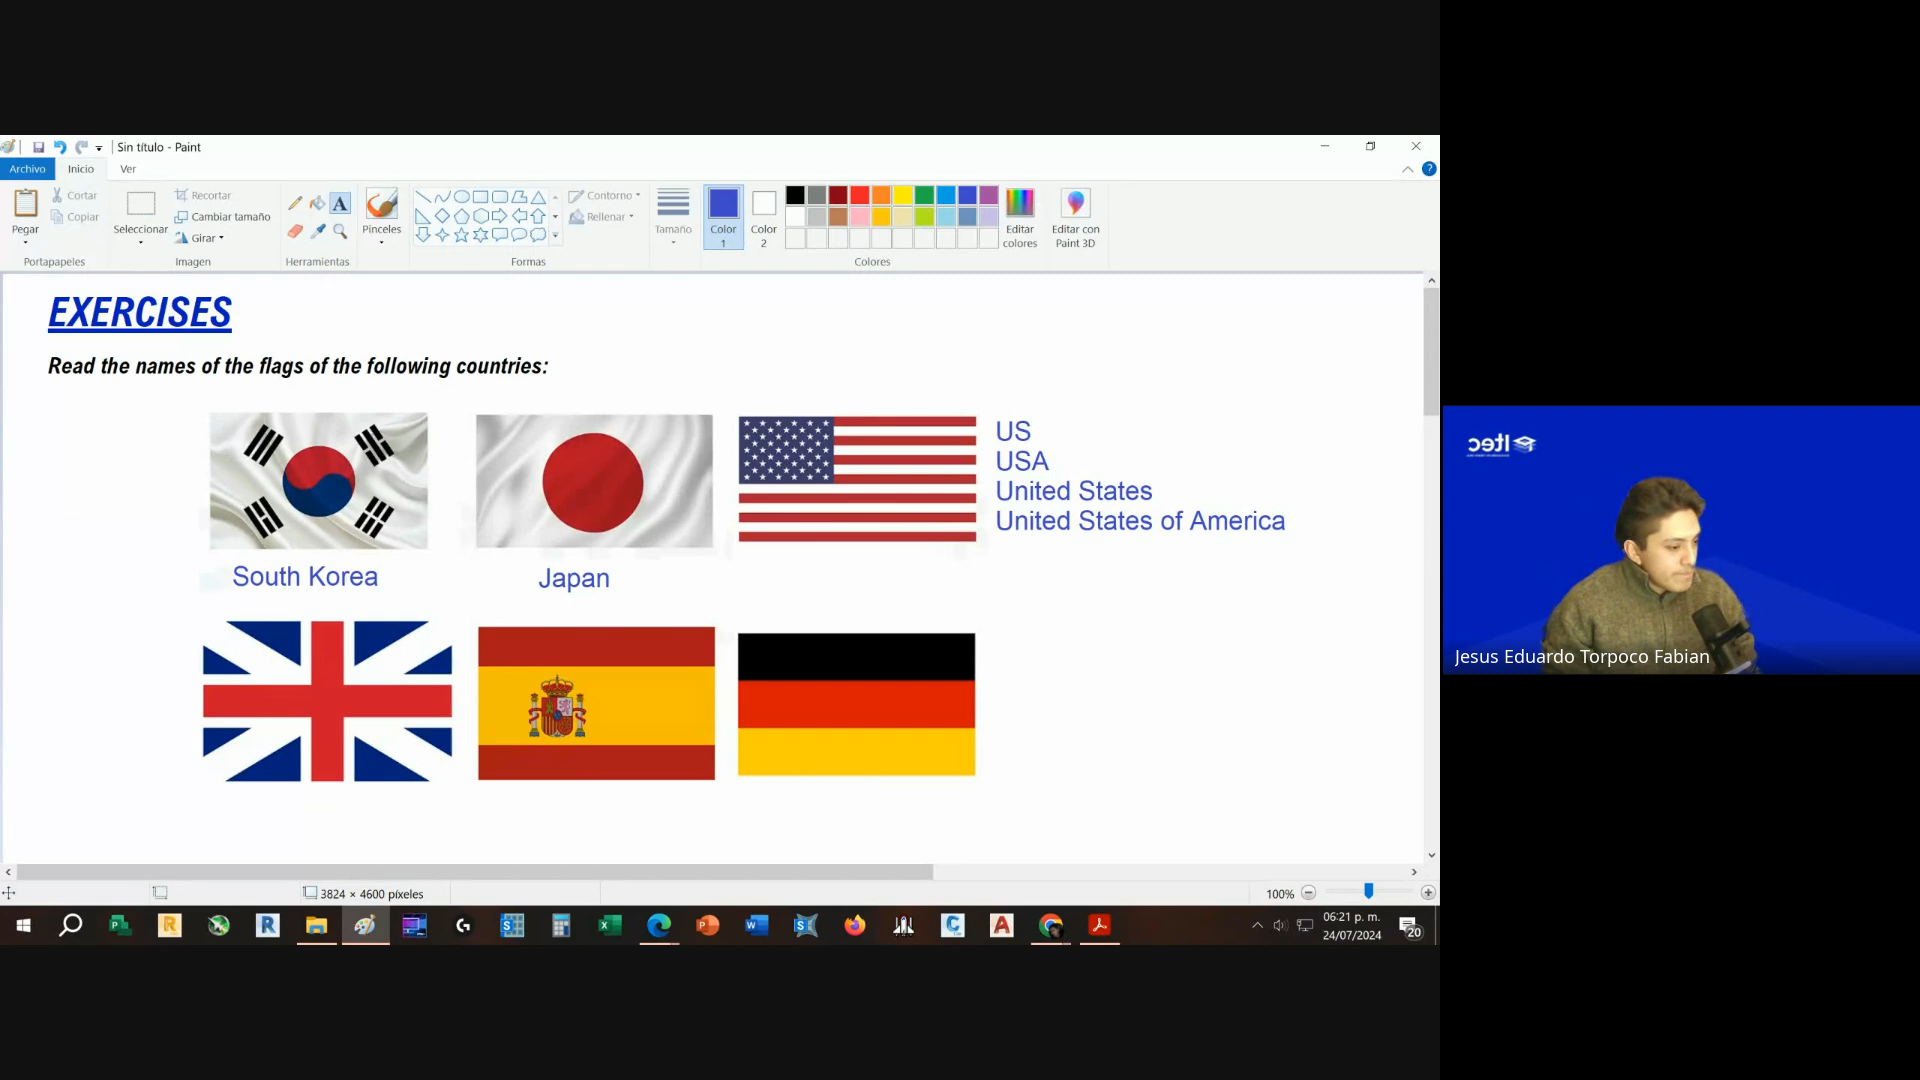 Sin título - Paint
Archivo
Inicio
Ver
Pegar
Cortar
Copiar
Portapapeles
Seleccionar
Recortar
Cambiar tamaño
Girar
Imagen
Herramientas
Pinceles
Formas
Contorno
Rellenar
Tamaño
Color 1
Color 2
Colores
Editar colores
Editar con Paint 3D
EXERCISES
Read the names of the flags of the following countries:
US
USA
United States
United States of America
South Korea
Japan
3824 × 4600 píxeles
100%
06:21 p. m.
24/07/2024
20
Itec
Jesus Eduardo Torpoco Fabian